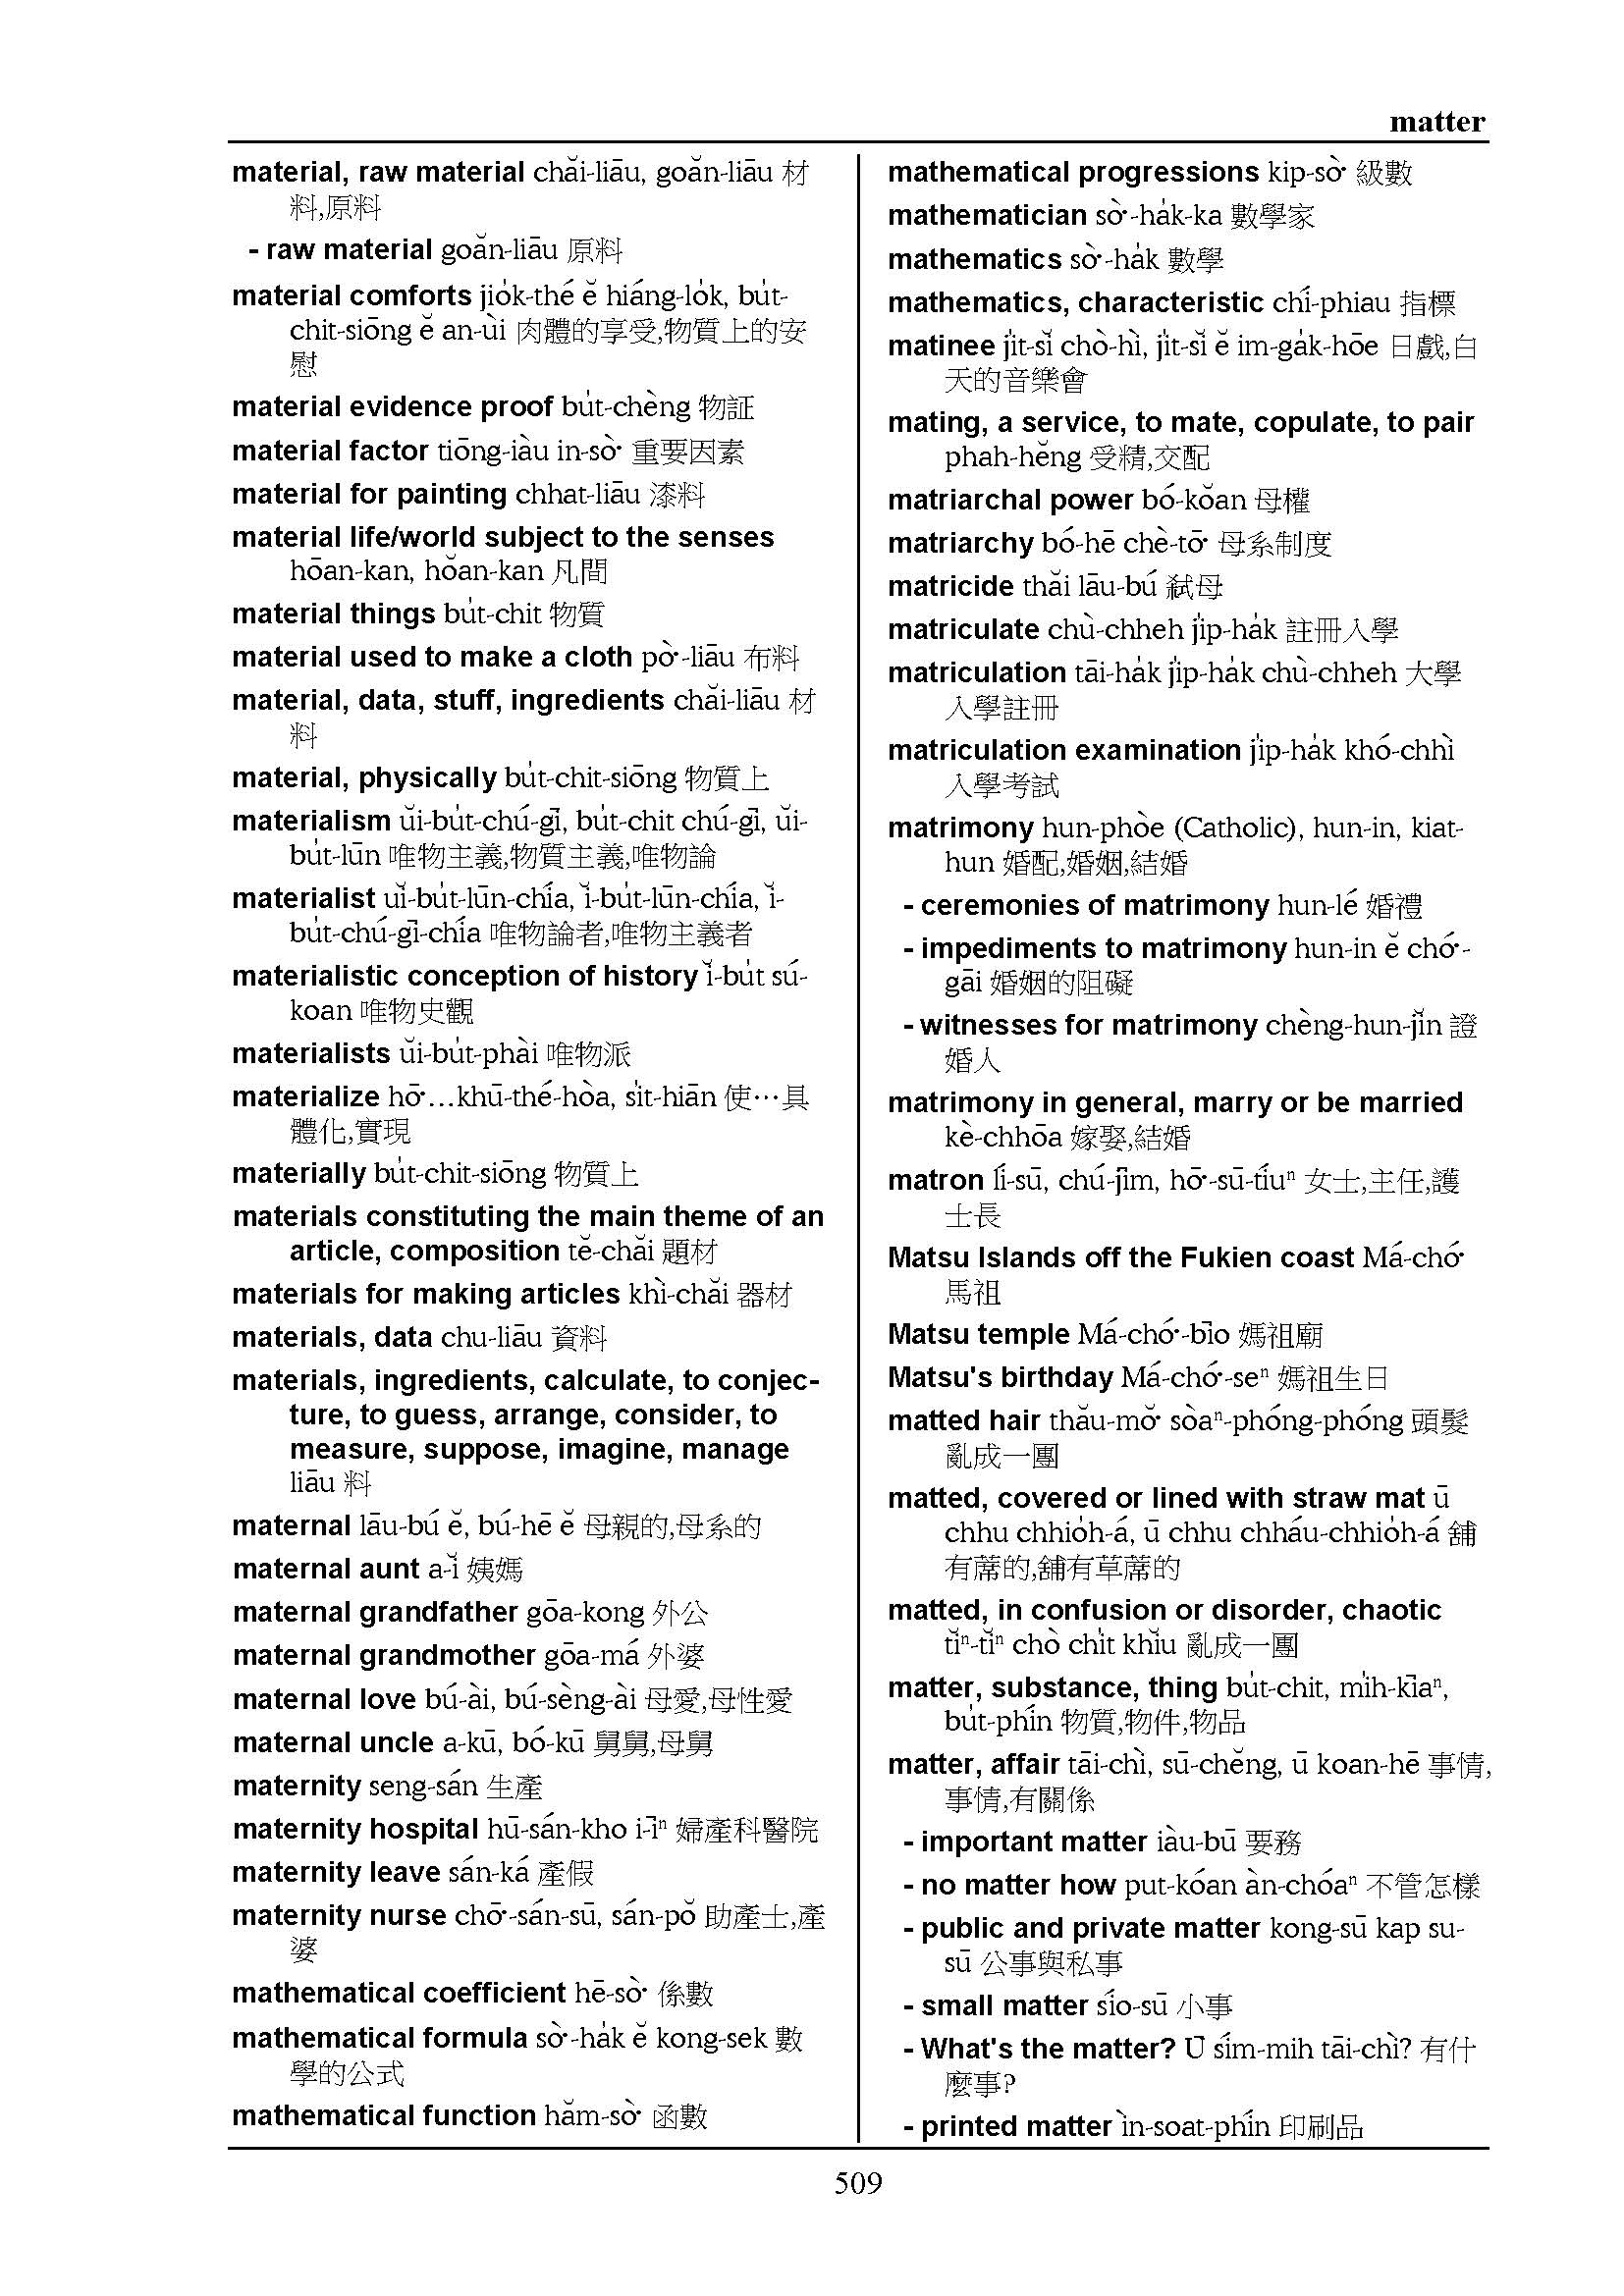 matter
material, raw material chăi-liāu, goăn-liāu 材
料,原料
- raw material goăn-liāu 原料
material comforts jio̍k-thé ĕ hiáng-lo̍k, bu̍t-
chit-siōng ĕ an-ùi 肉體的享受,物質上的安
慰
material evidence proof bu̍t-chèng 物証
material factor tiōng-iàu in-sò͘ 重要因素
material for painting chhat-liāu 漆料
material life/world subject to the senses
hōan-kan, hŏan-kan 凡間
material things bu̍t-chit 物質
material used to make a cloth pò͘-liāu 布料
material, data, stuff, ingredients chăi-liāu 材
料
material, physically bu̍t-chit-siōng 物質上
materialism ŭi-bu̍t-chú-gī, bu̍t-chit chú-gī, ŭi-
bu̍t-lūn 唯物主義,物質主義,唯物論
materialist uĭ-bu̍t-lūn-chía, ĭ-bu̍t-lūn-chía, ĭ-
bu̍t-chú-gī-chía 唯物論者,唯物主義者
materialistic conception of history ĭ-bu̍t sú-
koan 唯物史觀
materialists ŭi-bu̍t-phài 唯物派
materialize hō͘...khū-thé-hòa, si̍t-hiān 使⋯具
體化,實現
materially bu̍t-chit-siōng 物質上
materials constituting the main theme of an
article, composition tĕ-chăi 題材
materials for making articles khì-chăi 器材
materials, data chu-liāu 資料
materials, ingredients, calculate, to conjec-
ture, to guess, arrange, consider, to
measure, suppose, imagine, manage
liāu 料
maternal lāu-bú ĕ, bú-hē ĕ 母親的,母系的
maternal aunt a-ĭ 姨媽
maternal grandfather gōa-kong 外公
maternal grandmother gōa-má 外婆
maternal love bú-ài, bú-sèng-ài 母愛,母性愛
maternal uncle a-kū, bó-kū 舅舅,母舅
maternity seng-sán 生產
maternity hospital hū-sán-kho i-īⁿ 婦產科醫院
maternity leave sán-ká 產假
maternity nurse chō͘-sán-sū, sán-pŏ 助產士,產
婆
mathematical coefficient hē-sò͘ 係數
mathematical formula sò͘-ha̍k ĕ kong-sek 數
學的公式
mathematical function hăm-sò͘ 函數
mathematical progressions kip-sò͘ 級數
mathematician sò͘-ha̍k-ka 數學家
mathematics sò͘-ha̍k 數學
mathematics, characteristic chí-phiau 指標
matinee ji̍t-sĭ chò-hì, ji̍t-sĭ ĕ im-ga̍k-hōe 日戲,白
天的音樂會
mating, a service, to mate, copulate, to pair
phah-hĕng 受精,交配
matriarchal power bó-kŏan 母權
matriarchy bó-hē chè-tō͘ 母系制度
matricide thăi lāu-bú 弒母
matriculate chù-chheh ji̍p-ha̍k 註冊入學
matriculation tāi-ha̍k ji̍p-ha̍k chù-chheh 大學
入學註冊
matriculation examination ji̍p-ha̍k khó-chhì
入學考試
matrimony hun-phòe (Catholic), hun-in, kiat-
hun 婚配,婚姻,結婚
- ceremonies of matrimony hun-lé 婚禮
- impediments to matrimony hun-in ĕ chó͘-
gāi 婚姻的阻礙
- witnesses for matrimony chèng-hun-jĭn 證
婚人
matrimony in general, marry or be married
kè-chhōa 嫁娶,結婚
matron lí-sū, chú-jīm, hō͘-sū-tíuⁿ 女士,主任,護
士長
Matsu Islands off the Fukien coast Má-chó͘
馬祖
Matsu temple Má-chó͘-bīo 媽祖廟
Matsu's birthday Má-chó͘-seⁿ 媽祖生日
matted hair thău-mŏ͘ sòaⁿ-phóng-phóng 頭髮
亂成一團
matted, covered or lined with straw mat ū
chhu chhio̍h-á, ū chhu chháu-chhio̍h-á 舖
有蓆的,舖有草蓆的
matted, in confusion or disorder, chaotic
tĭⁿ-tĭⁿ chò chi̍t khĭu 亂成一團
matter, substance, thing bu̍t-chit, mi̍h-kīaⁿ,
bu̍t-phín 物質,物件,物品
matter, affair tāi-chì, sū-chĕng, ū koan-hē 事情,
事情,有關係
- important matter iàu-bū 要務
- no matter how put-kóan àn-chóaⁿ 不管怎樣
- public and private matter kong-sū kap su-
sū 公事與私事
- small matter sío-sū 小事
- What's the matter? Ū sím-mih tāi-chì? 有什
麼事?
- printed matter ìn-soat-phín 印刷品
509